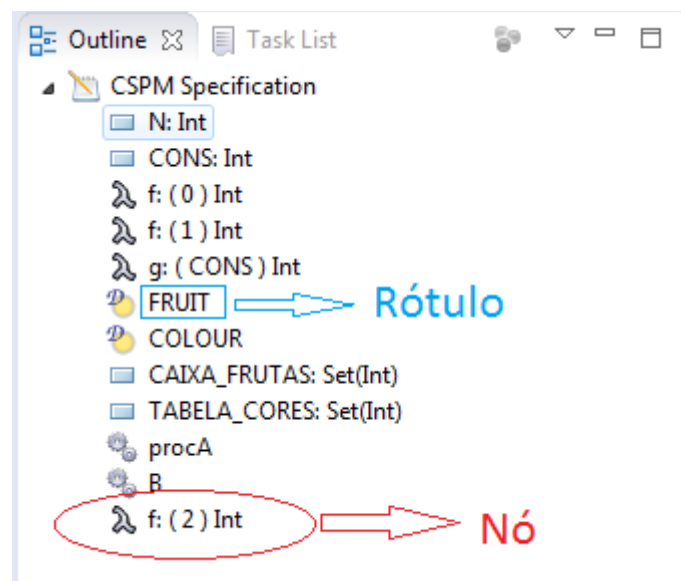 Outline Task List
CSPM Specification
N: Int
CONS: Int
λ f: ( 0 ) Int
λ f: ( 1 ) Int
λ g: ( CONS ) Int
FRUIT Rótulo
COLOUR
CAIXA_FRUTAS: Set(Int)
TABELA_CORES: Set(Int)
procA
B
λ f: ( 2 ) Int Nó